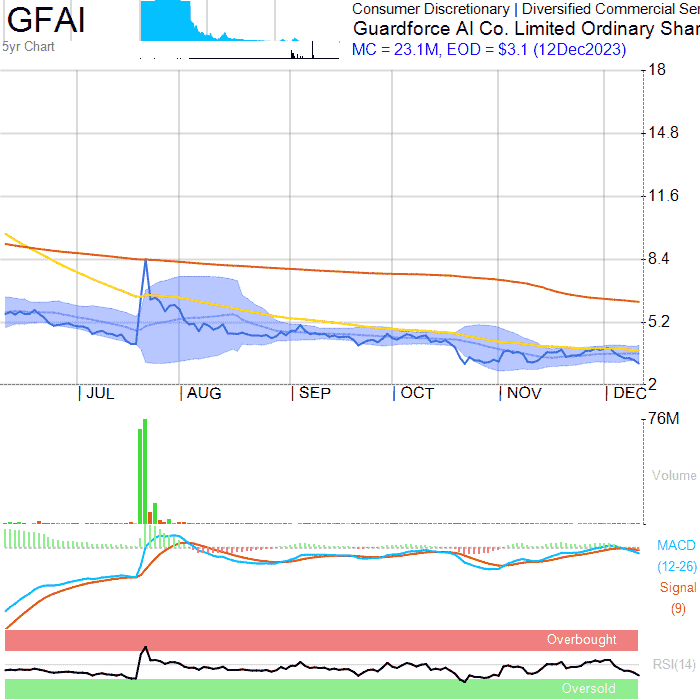 GFAI
5yr Chart
Consumer Discretionary | Diversified Commercial Ser
Guardforce AI Co. Limited Ordinary Shar
MC = 23.1M, EOD = $3.1 (12Dec2023)
18
14.8
11.6
8.4
5.2
2
| JUL | AUG | SEP | OCT | NOV | DEC
76M
Volume
MACD
(12-26)
Signal
(9)
Overbought
RSI(14)
Oversold